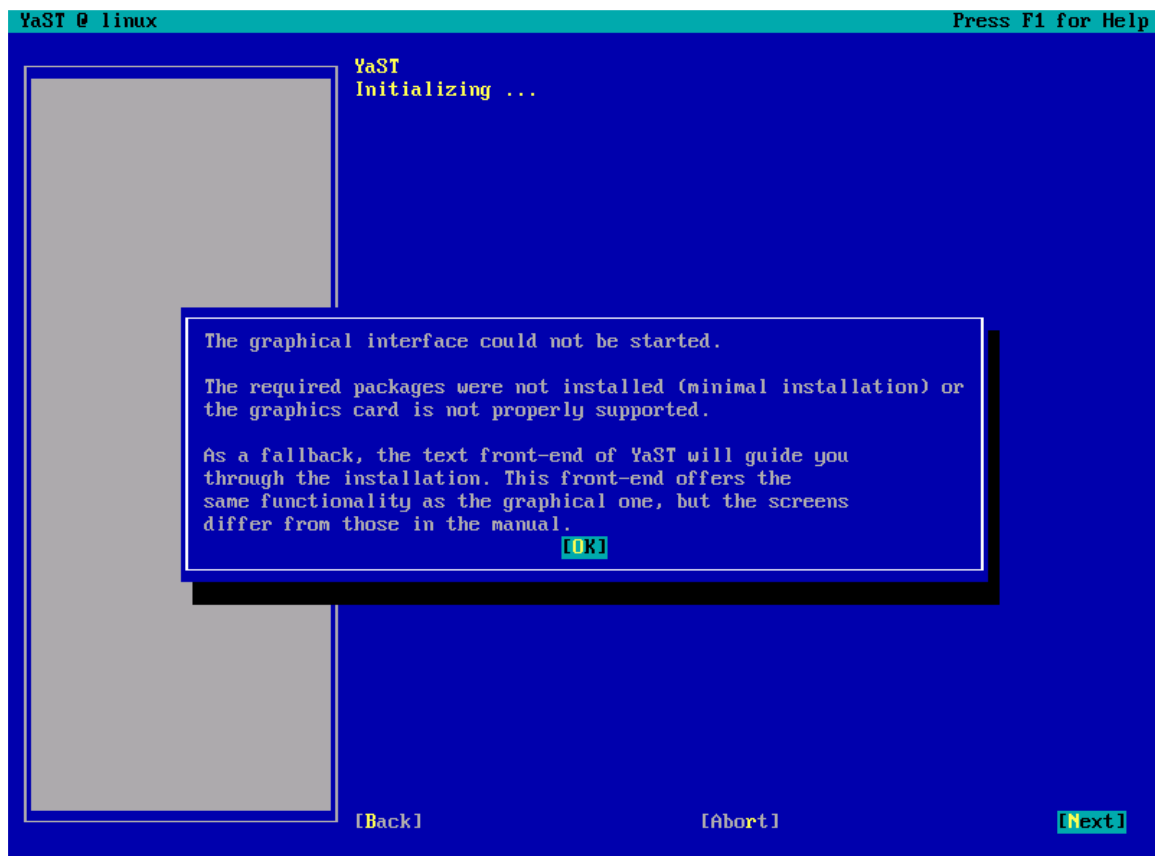 YaST @ linux Press F1 for Help
YaST
Initializing ...
The graphical interface could not be started.
The required packages were not installed (minimal installation) or
the graphics card is not properly supported.
As a fallback, the text front-end of YaST will guide you
through the installation. This front-end offers the
same functionality as the graphical one, but the screens
differ from those in the manual.
[OK]
[Back] [Abort] [Next]